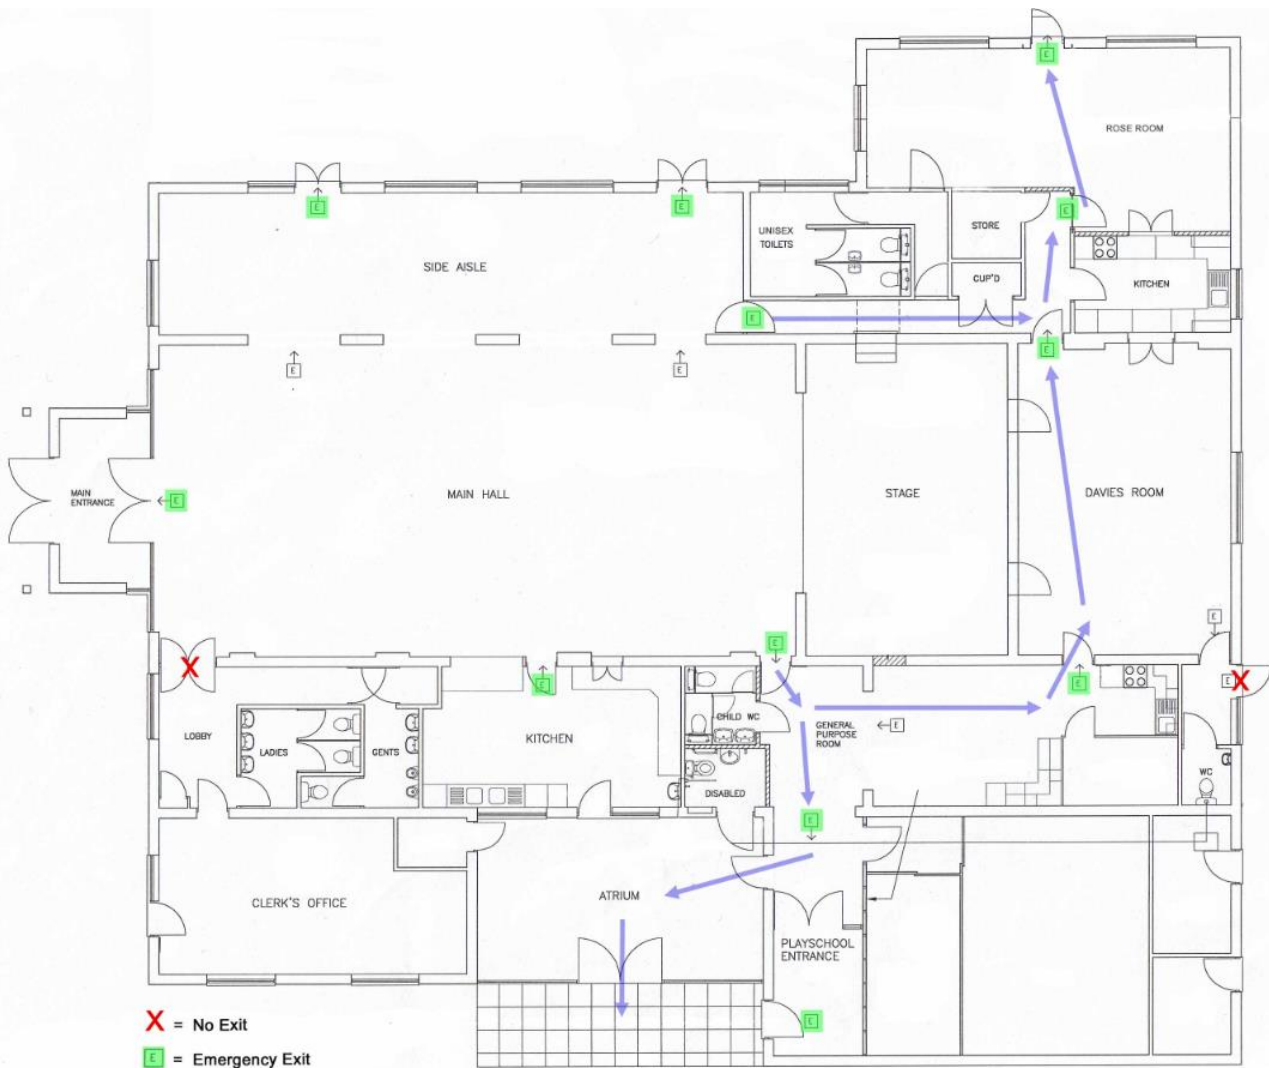 E
ROSE ROOM
E
E
E
UNISEX
TOILETS
STORE
SIDE AISLE
CUP'D
KITCHEN
E
E
E
E
MAIN
ENTRANCE
E
MAIN HALL
STAGE
DAVIES ROOM
E
E
E
E
E
LOBBY
LADIES
GENTS
KITCHEN
CHILD WC
GENERAL
PURPOSE
ROOM
E
WC
DISABLED
E
CLERK'S OFFICE
ATRIUM
PLAYSCHOOL
ENTRANCE
E
X = No Exit
E = Emergency Exit